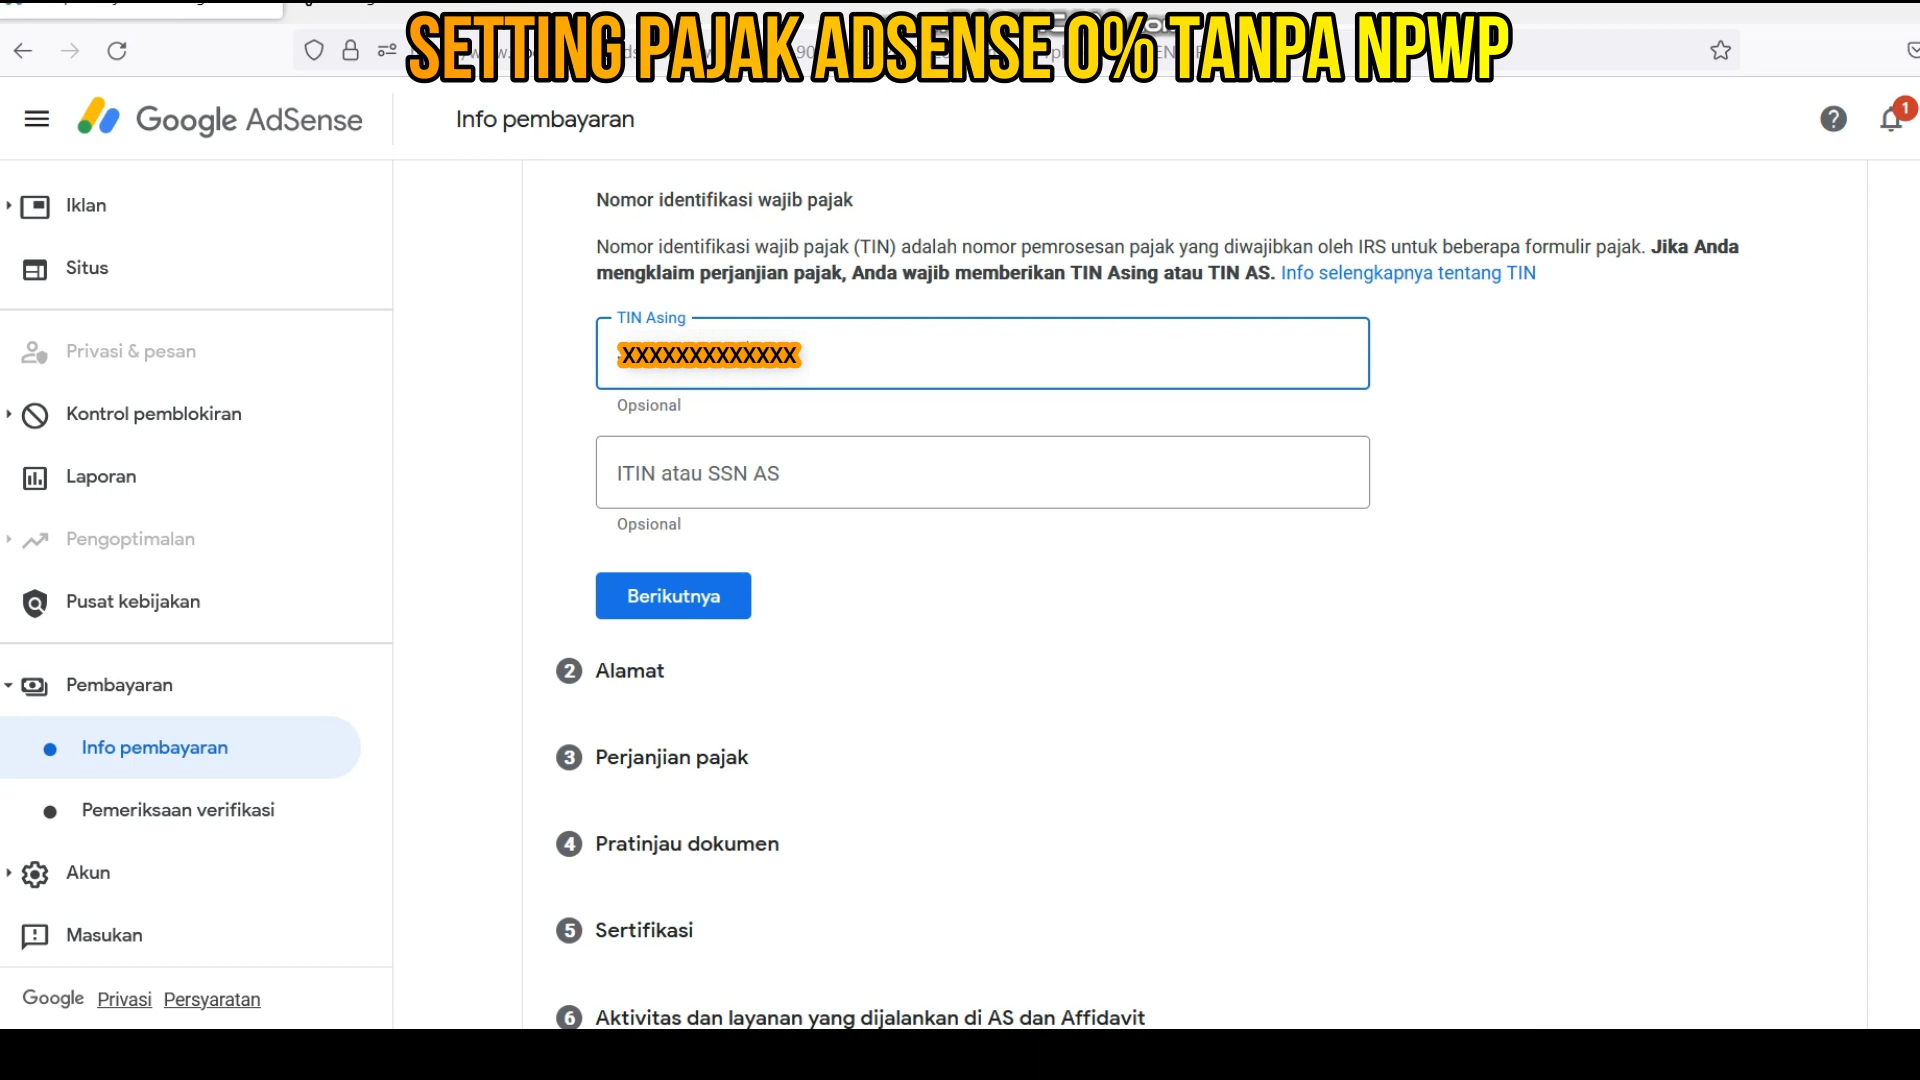 SETTING PAJAK ADSENSE 0% TANPA NPWP
Google AdSense
Info pembayaran
1
Iklan
Situs
Privasi & pesan
Kontrol pemblokiran
Laporan
Pengoptimalan
Pusat kebijakan
Pembayaran
Info pembayaran
Pemeriksaan verifikasi
Akun
Masukan
Google Privasi Persyaratan
Nomor identifikasi wajib pajak
Nomor identifikasi wajib pajak (TIN) adalah nomor pemrosesan pajak yang diwajibkan oleh IRS untuk beberapa formulir pajak. Jika Anda
mengklaim perjanjian pajak, Anda wajib memberikan TIN Asing atau TIN AS. Info selengkapnya tentang TIN
TIN Asing
XXXXXXXXXXXXX
Opsional
ITIN atau SSN AS
Opsional
Berikutnya
2 Alamat
3 Perjanjian pajak
4 Pratinjau dokumen
5 Sertifikasi
6 Aktivitas dan layanan yang dijalankan di AS dan Affidavit